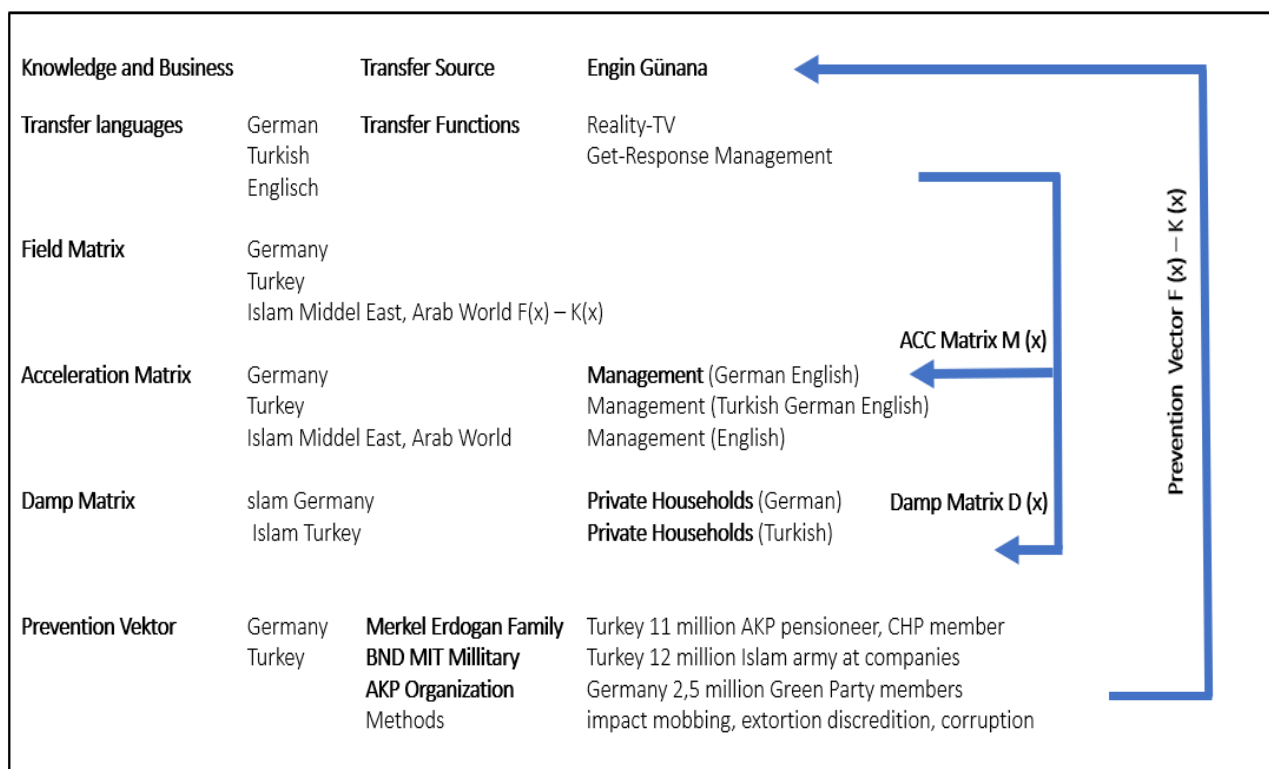 Knowledge and Business Transfer Source Engin Günana
Transfer languages German Transfer Functions Reality-TV
Turkish Get-Response Management
Englisch
Field Matrix Germany
Turkey
Islam Middel East, Arab World F(x) – K(x)
ACC Matrix M (x)
Acceleration Matrix Germany Management (German English)
Turkey Management (Turkish German English)
Islam Middel East, Arab World Management (English)
Damp Matrix slam Germany Private Households (German) Damp Matrix D (x)
Islam Turkey Private Households (Turkish)
Prevention Vektor Germany Merkel Erdogan Family Turkey 11 million AKP pensioneer, CHP member
Turkey BND MIT Millitary Turkey 12 million Islam army at companies
AKP Organization Germany 2,5 million Green Party members
Methods impact mobbing, extortion discredition, corruption
Prevention Vector F (x) – K (x)